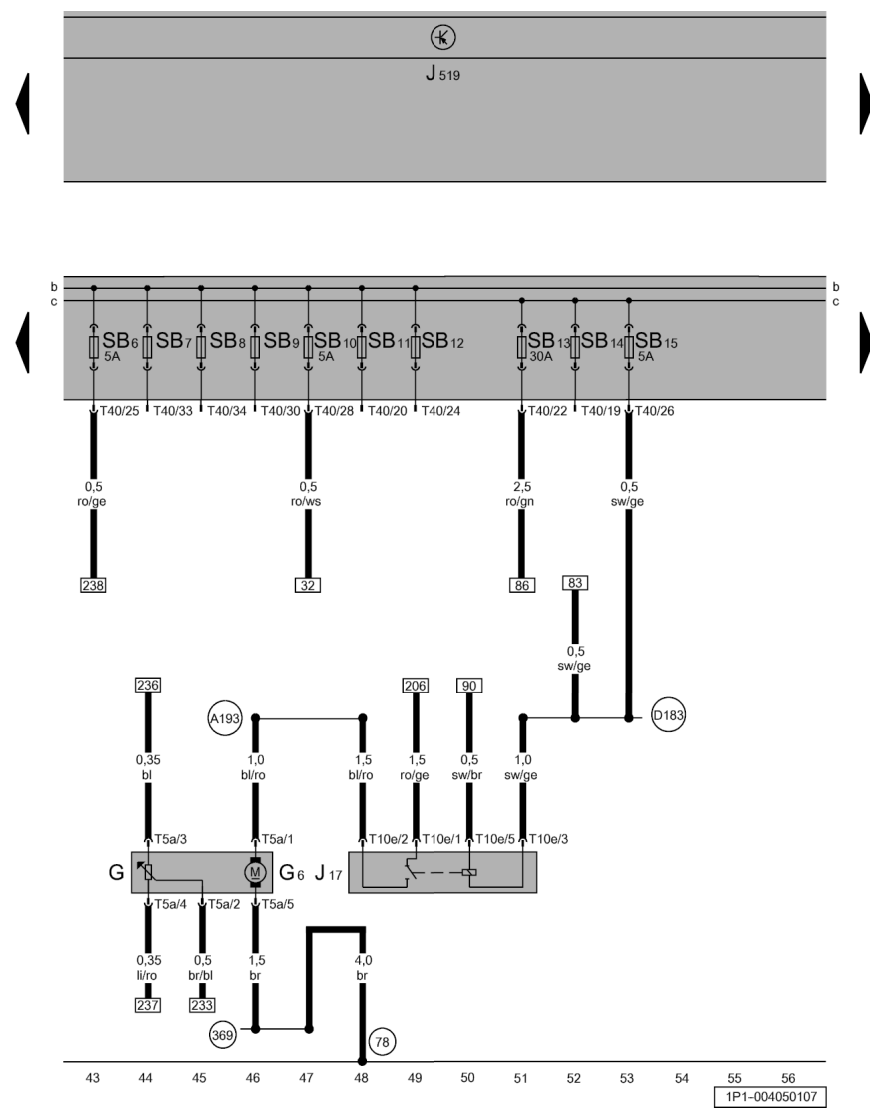 J 519
b b
c c
SB6 SB7 SB8 SB9 SB10 SB11 SB12 SB13 SB14 SB15
5A 5A 30A 5A
T40/25 T40/33 T40/34 T40/30 T40/28 T40/20 T40/24 T40/22 T40/19 T40/26
0,5 0,5 2,5 0,5
ro/ge ro/ws ro/gn sw/ge
238 32 86 83
0,5
sw/ge
236 206 90
A193 D183
0,35 1,0 1,5 1,5 0,5 1,0
bl bl/ro bl/ro ro/ge sw/br sw/ge
T5a/3 T5a/1 T10e/2 T10e/1 T10e/5 T10e/3
G M G6 J 17
T5a/4 T5a/2 T5a/5
0,35 0,5 1,5 4,0
li/ro br/bl br br
237 233
369 78
43 44 45 46 47 48 49 50 51 52 53 54 55 56
1P1-004050107